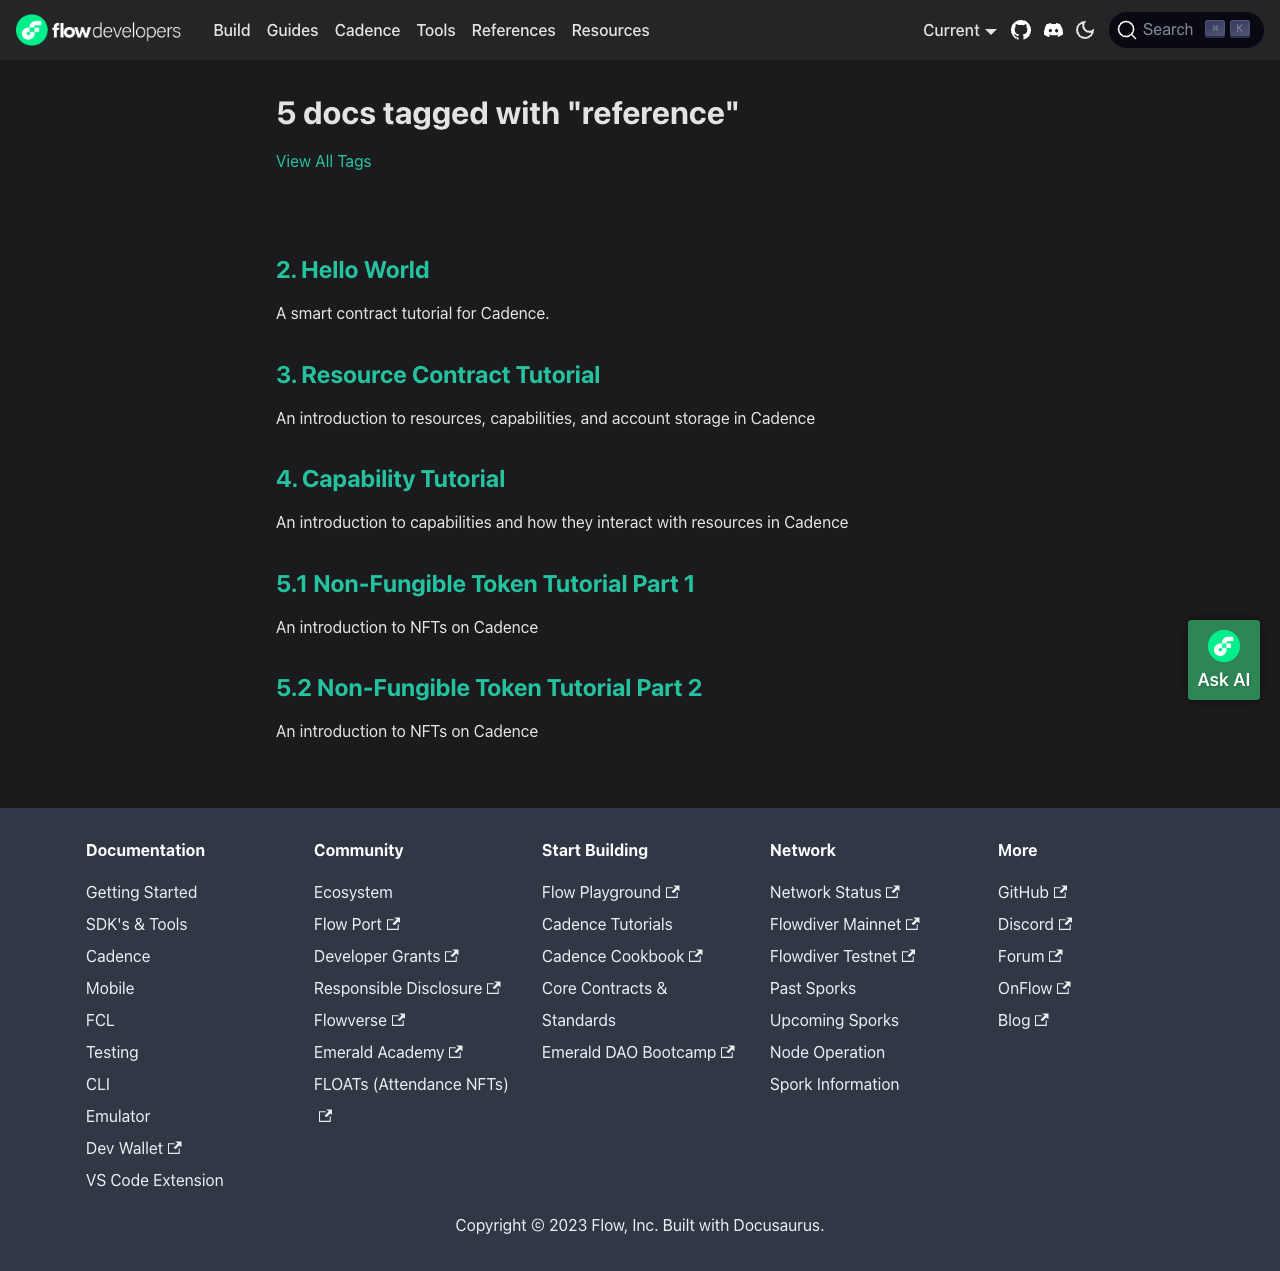 flowdevelopers Build Guides Cadence Tools References Resources Current Search ⌘ K
5 docs tagged with "reference"
View All Tags
2. Hello World
A smart contract tutorial for Cadence.
3. Resource Contract Tutorial
An introduction to resources, capabilities, and account storage in Cadence
4. Capability Tutorial
An introduction to capabilities and how they interact with resources in Cadence
5.1 Non-Fungible Token Tutorial Part 1
An introduction to NFTs on Cadence
5.2 Non-Fungible Token Tutorial Part 2
An introduction to NFTs on Cadence
Ask AI
Documentation
Getting Started
SDK's & Tools
Cadence
Mobile
FCL
Testing
CLI
Emulator
Dev Wallet
VS Code Extension
Community
Ecosystem
Flow Port
Developer Grants
Responsible Disclosure
Flowverse
Emerald Academy
FLOATs (Attendance NFTs)
Start Building
Flow Playground
Cadence Tutorials
Cadence Cookbook
Core Contracts &
Standards
Emerald DAO Bootcamp
Network
Network Status
Flowdiver Mainnet
Flowdiver Testnet
Past Sporks
Upcoming Sporks
Node Operation
Spork Information
More
GitHub
Discord
Forum
OnFlow
Blog
Copyright © 2023 Flow, Inc. Built with Docusaurus.